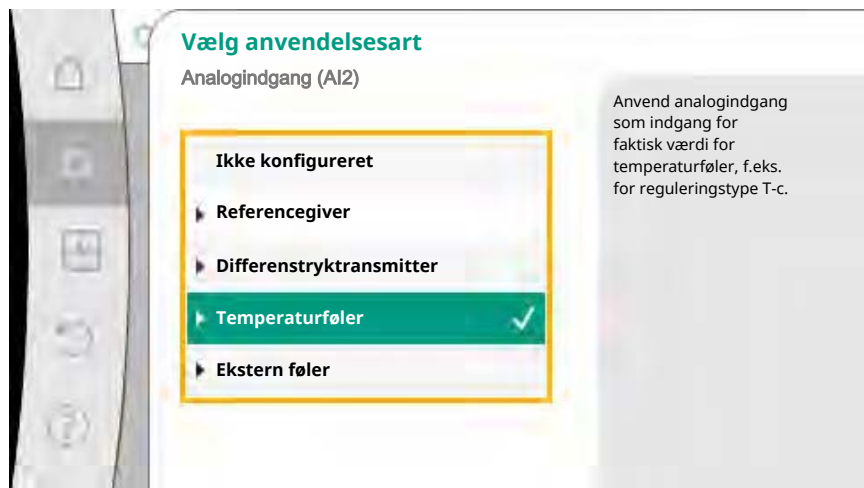 Vælg anvendelsesart
Analogindgang (AI2)
Ikke konfigureret
Referencegiver
Differenstryktransmitter
Temperaturføler
Ekstern føler
Anvend analogindgang
som indgang for
faktisk værdi for
temperaturføler, f.eks.
for reguleringstype T-c.